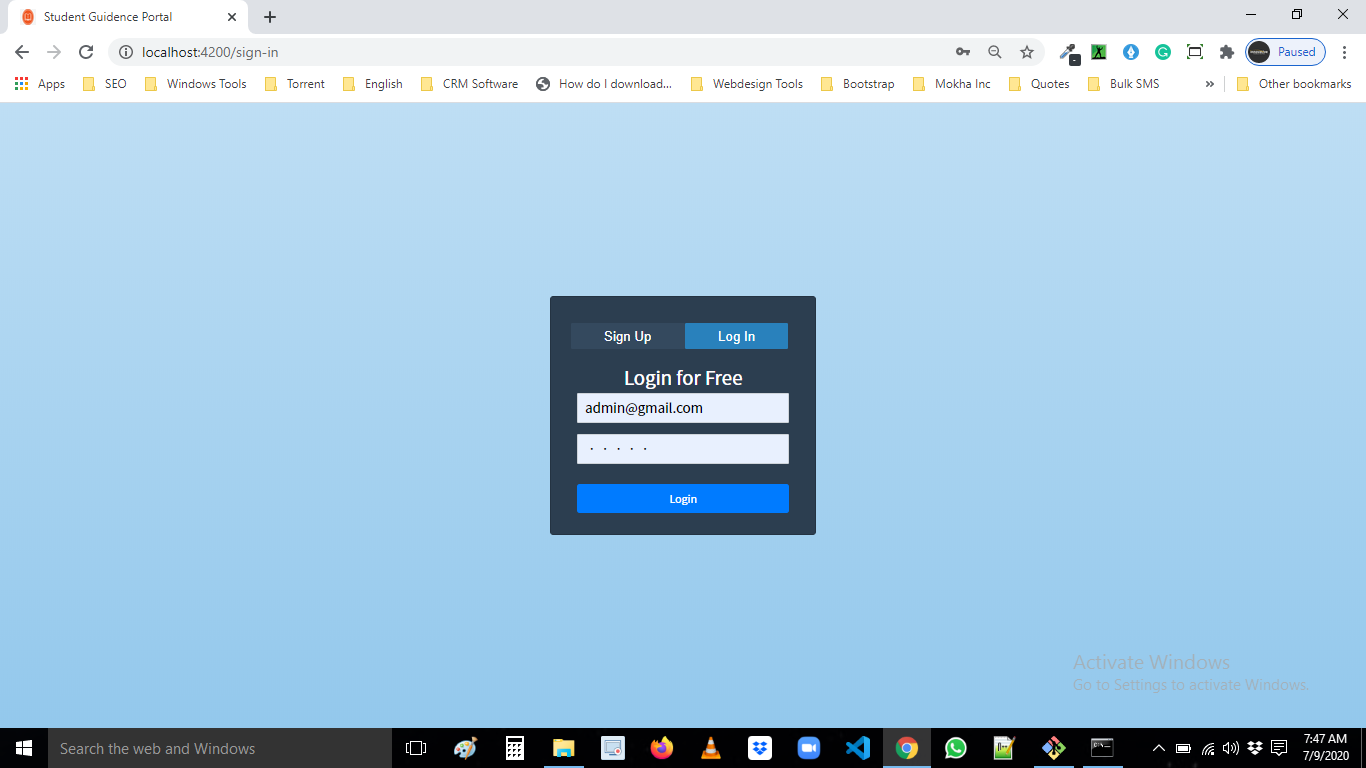 Student Guidence Portal
localhost:4200/sign-in
Paused
Apps SEO Windows Tools Torrent English CRM Software How do I download... Webdesign Tools Bootstrap Mokha Inc Quotes Bulk SMS » Other bookmarks
Sign Up Log In
Login for Free
admin@gmail.com
Login
Activate Windows
Go to Settings to activate Windows.
Search the web and Windows
7:47 AM
7/9/2020